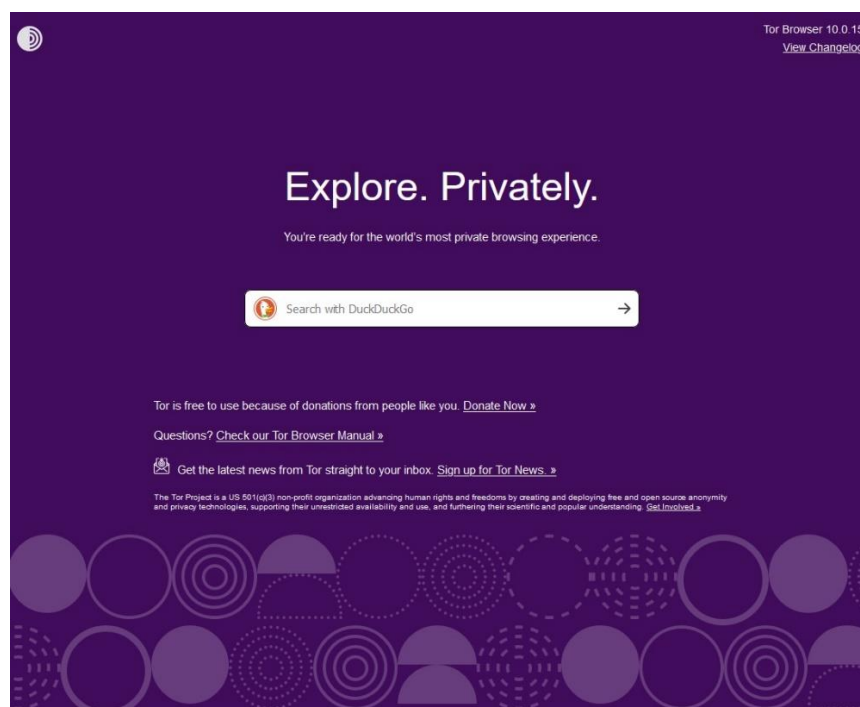 Tor Browser 10.0.15
View Changelog
Explore. Privately.
You're ready for the world's most private browsing experience.
Search with DuckDuckGo
Tor is free to use because of donations from people like you. Donate Now »
Questions? Check our Tor Browser Manual »
Get the latest news from Tor straight to your inbox. Sign up for Tor News. »
The Tor Project is a US 501(c)(3) non-profit organization advancing human rights and freedoms by creating and deploying free and open source anonymity
and privacy technologies, supporting their unrestricted availability and use, and furthering their scientific and popular understanding. Get Involved »